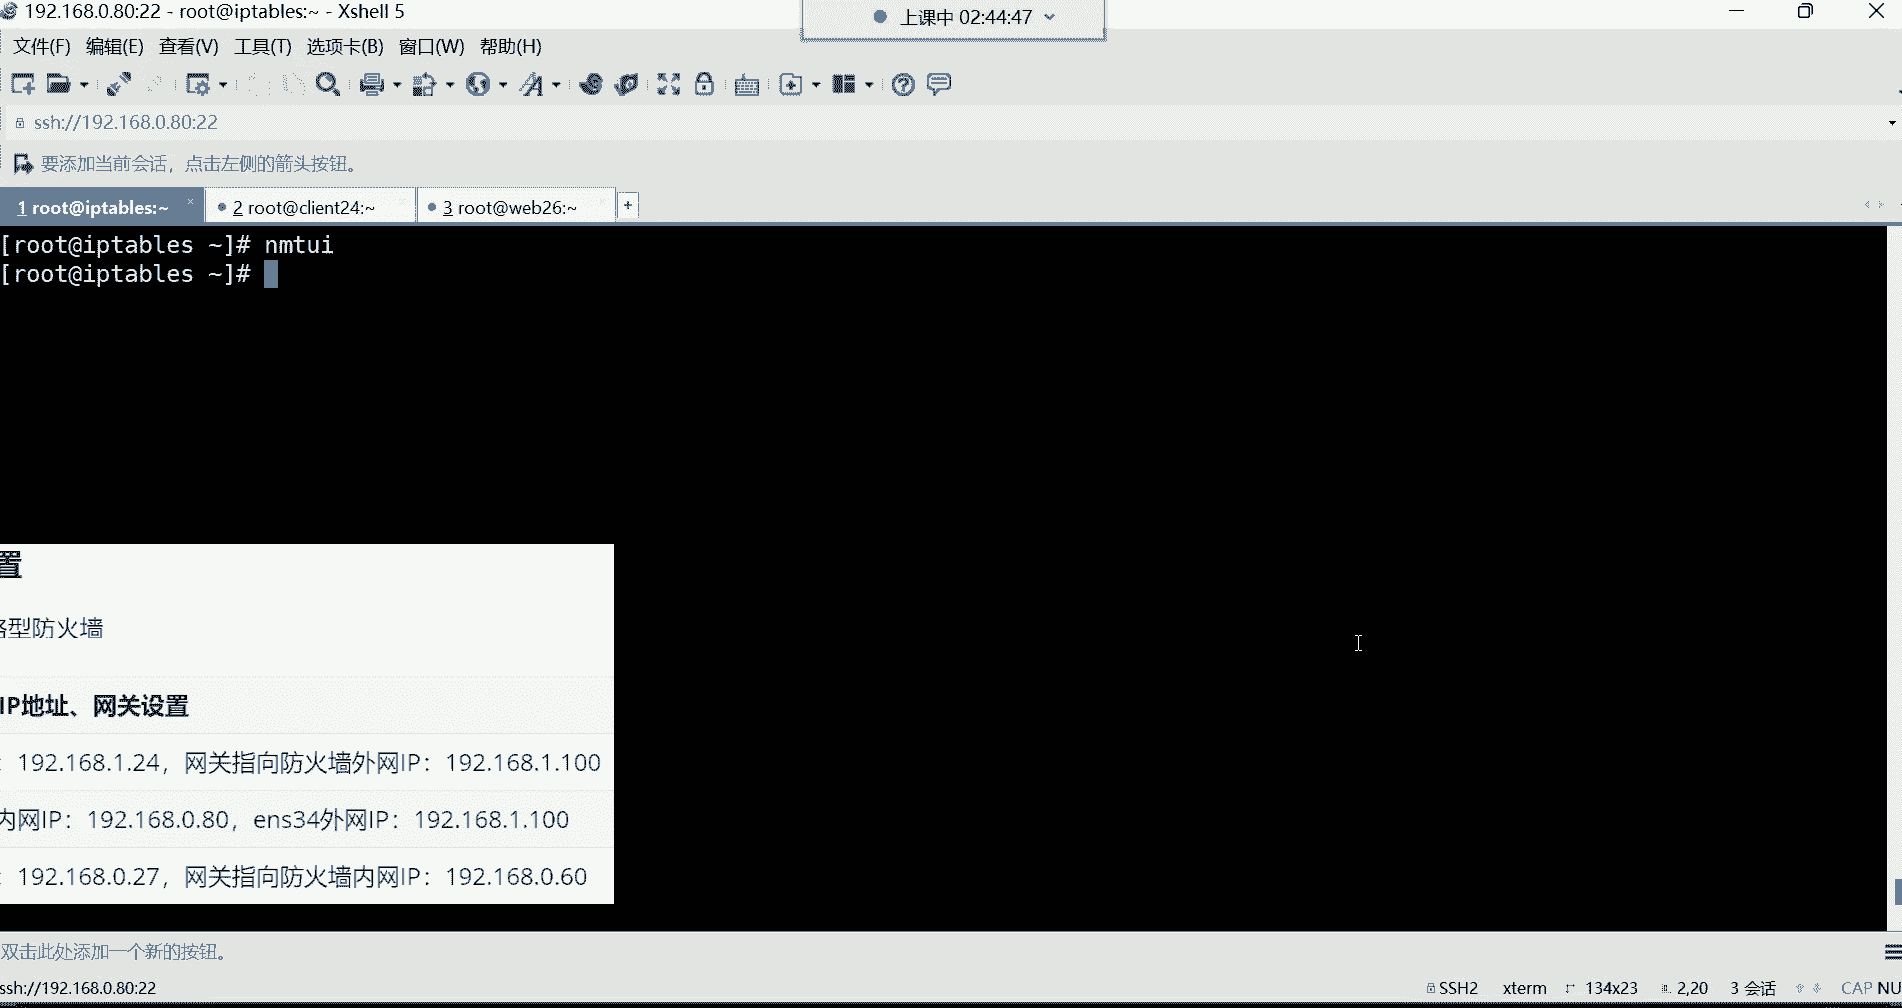 192.168.0.80:22 - root@iptables:~ - Xshell 5
上课中 02:44:47
文件(F) 编辑(E) 查看(V) 工具(T) 选项卡(B) 窗口(W) 帮助(H)
ssh://192.168.0.80:22
要添加当前会话，点击左侧的箭头按钮。
1 root@iptables:~ × 2 root@client24:~ 3 root@web26:~ +
[root@iptables ~]# nmtui
[root@iptables ~]#
置
型防火墙
IP地址、网关设置
：192.168.1.24，网关指向防火墙外网IP：192.168.1.100
内网IP：192.168.0.80，ens34外网IP：192.168.1.100
：192.168.0.27，网关指向防火墙内网IP：192.168.0.60
双击此处添加一个新的按钮。
ssh://192.168.0.80:22 SSH2 xterm 134x23 2,20 3 会话 CAP NU